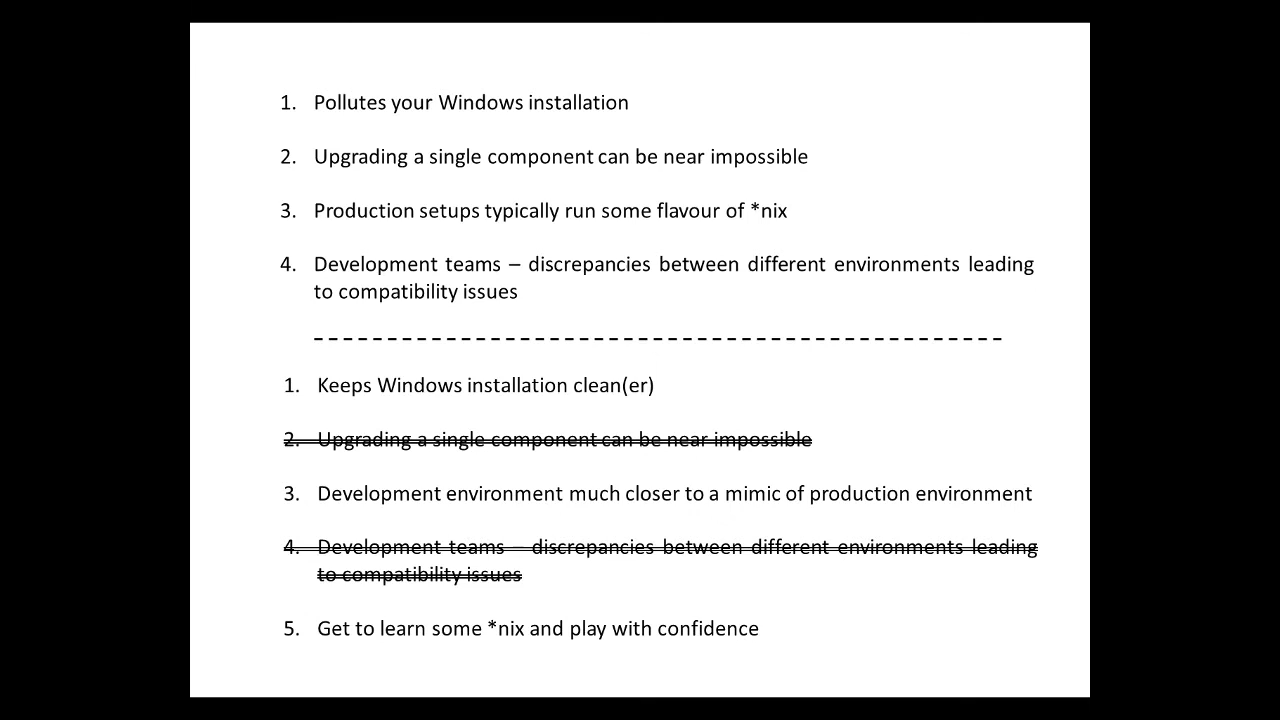 1. Pollutes your Windows installation
2. Upgrading a single component can be near impossible
3. Production setups typically run some flavour of *nix
4. Development teams – discrepancies between different environments leading
to compatibility issues
1. Keeps Windows installation clean(er)
2. Upgrading a single component can be near impossible
3. Development environment much closer to a mimic of production environment
4. Development teams – discrepancies between different environments leading
to compatibility issues
5. Get to learn some *nix and play with confidence